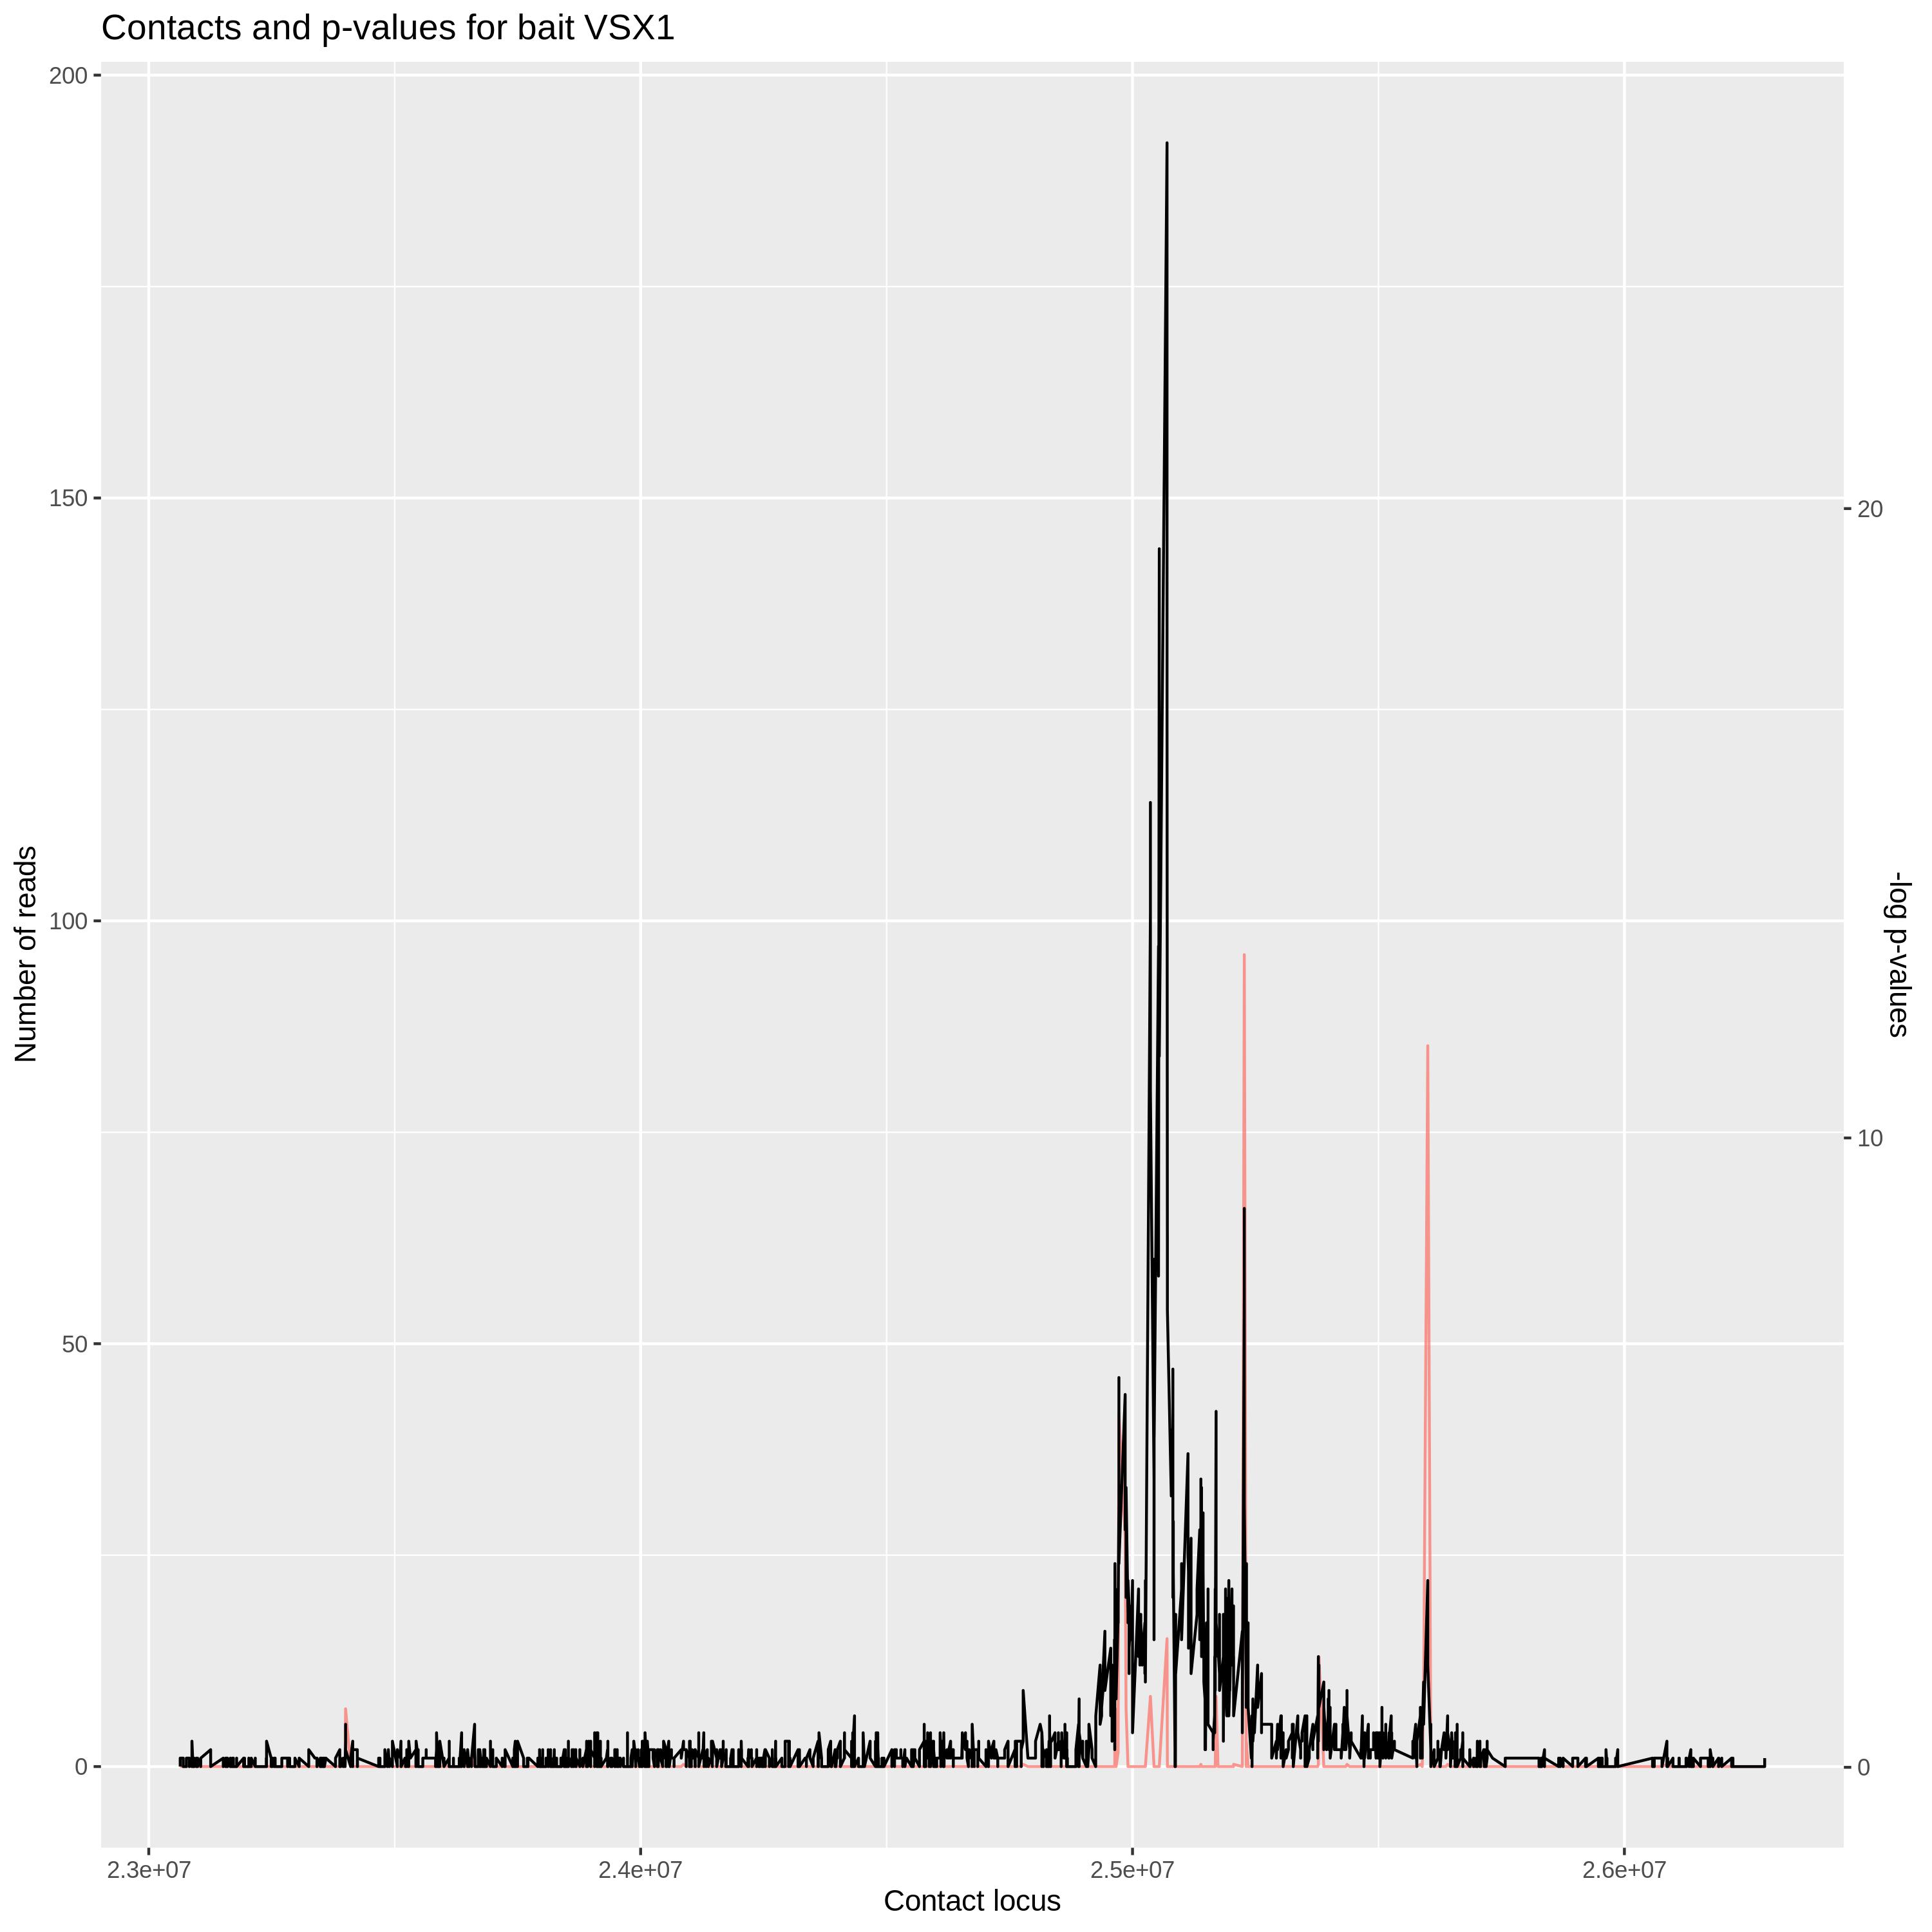 Contacts and p-values for bait VSX1
200
150
100
50
0
Number of reads
20
10
0
-log p-values
2.3e+07
2.4e+07
2.5e+07
2.6e+07
Contact locus